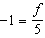 −1 = f/5